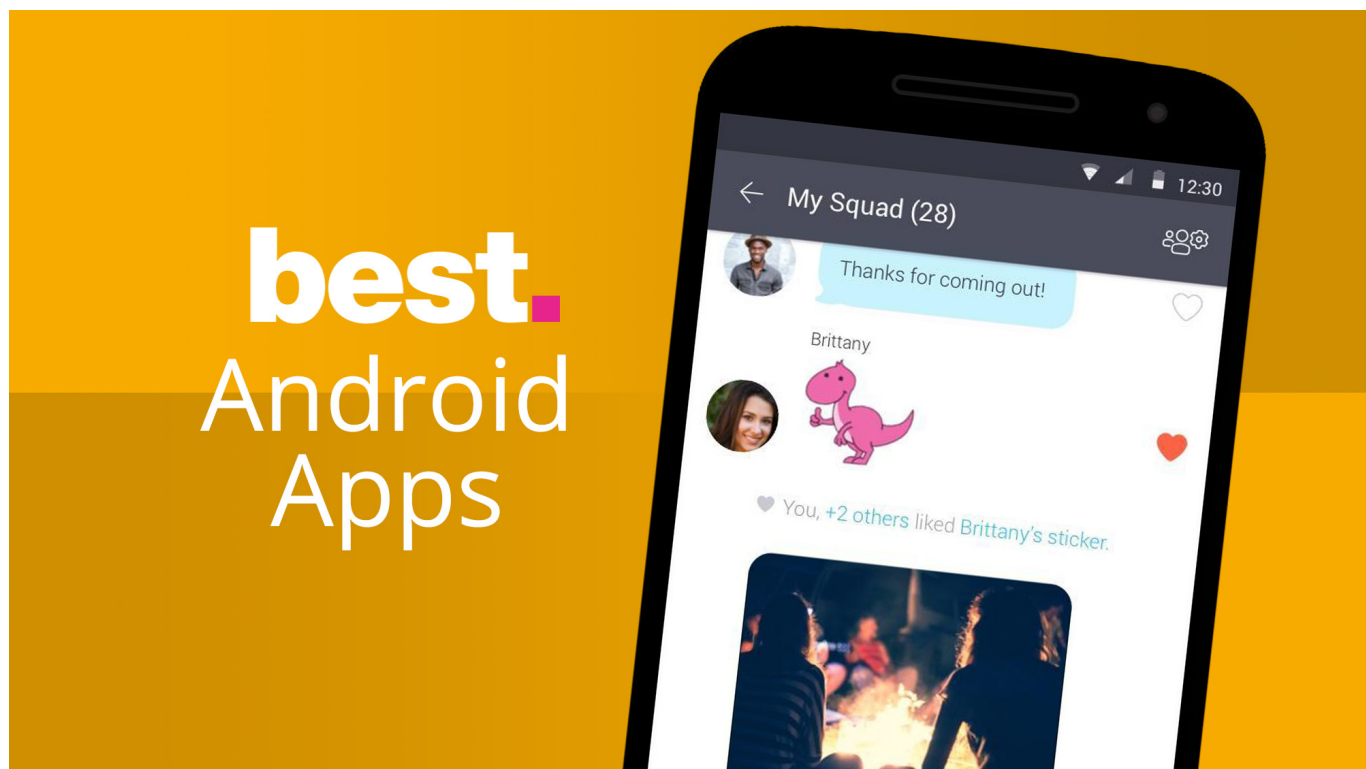 best.
Android
Apps
12:30
My Squad (28)
Thanks for coming out!
Brittany
You, +2 others liked Brittany's sticker.